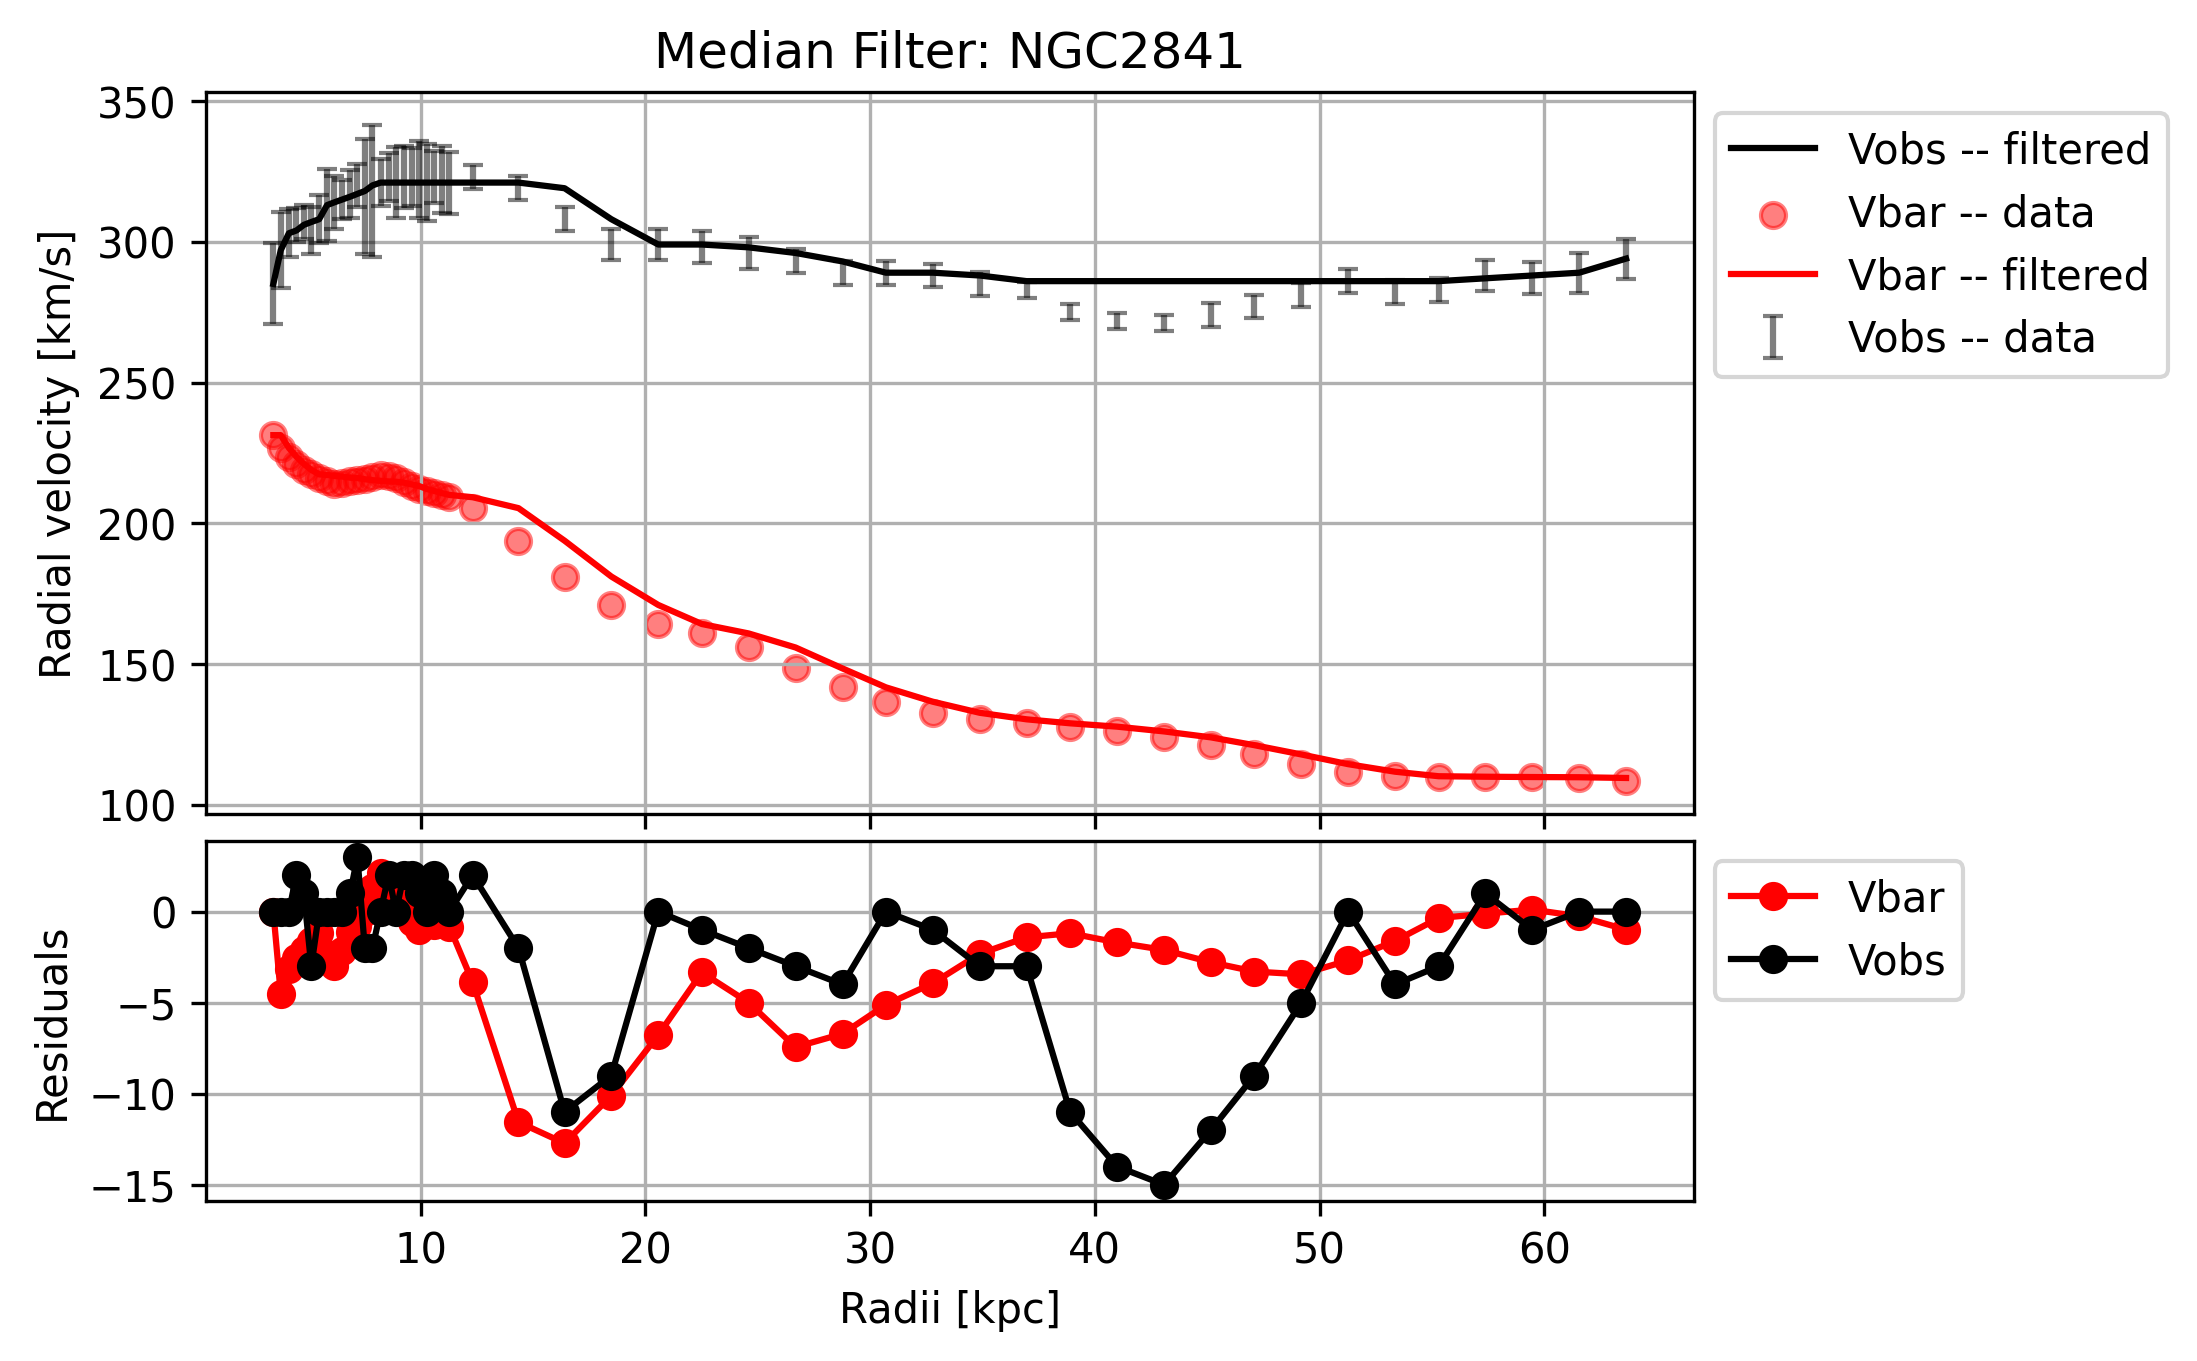 Median Filter: NGC2841
350
300
250
200
150
100
Radial velocity [km/s]
Vobs -- filtered
Vbar -- data
Vbar -- filtered
Vobs -- data
0
−5
−10
−15
Residuals
Vbar
Vobs
10 20 30 40 50 60
Radii [kpc]